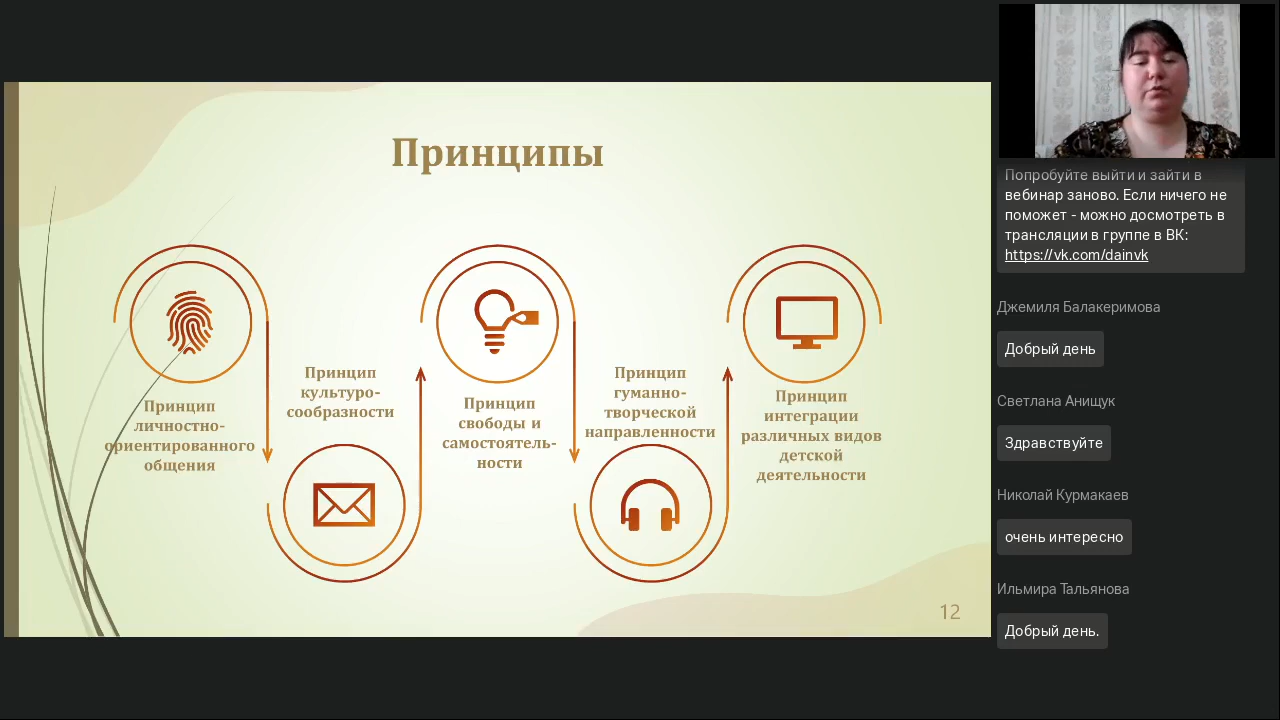 Принципы
Принцип
личностно-
ориентированного
общения
Принцип
культуро-
сообразности
Принцип
свободы и
самостоятель-
ности
Принцип
гуманно-
творческой
направленности
Принцип
интеграции
различных видов
детской
деятельности
12
Попробуйте выйти и зайти в
вебинар заново. Если ничего не
поможет - можно досмотреть в
трансляции в группе в ВК:
https://vk.com/dainvk
Джемиля Балакеримова
Добрый день
Светлана Анищук
Здравствуйте
Николай Курмакаев
очень интересно
Ильмира Тальянова
Добрый день.